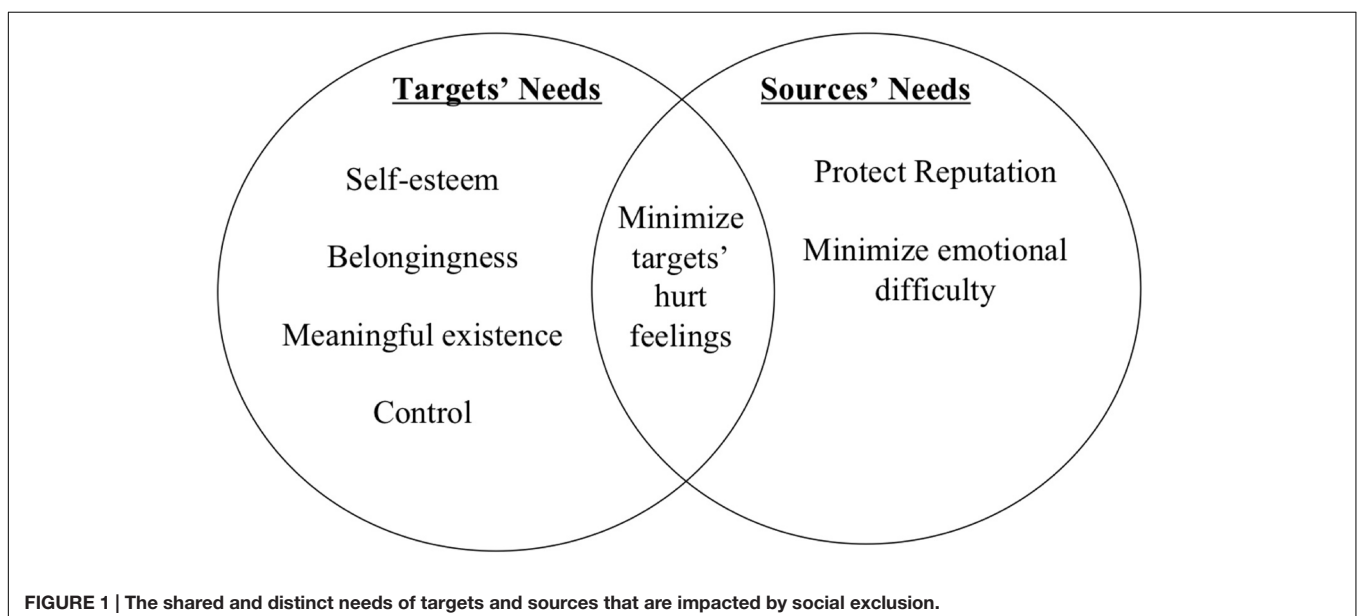 Targets’ Needs
Self-esteem
Belongingness
Meaningful existence
Control
Minimize
targets’
hurt
feelings
Sources’ Needs
Protect Reputation
Minimize emotional
difficulty
FIGURE 1 | The shared and distinct needs of targets and sources that are impacted by social exclusion.